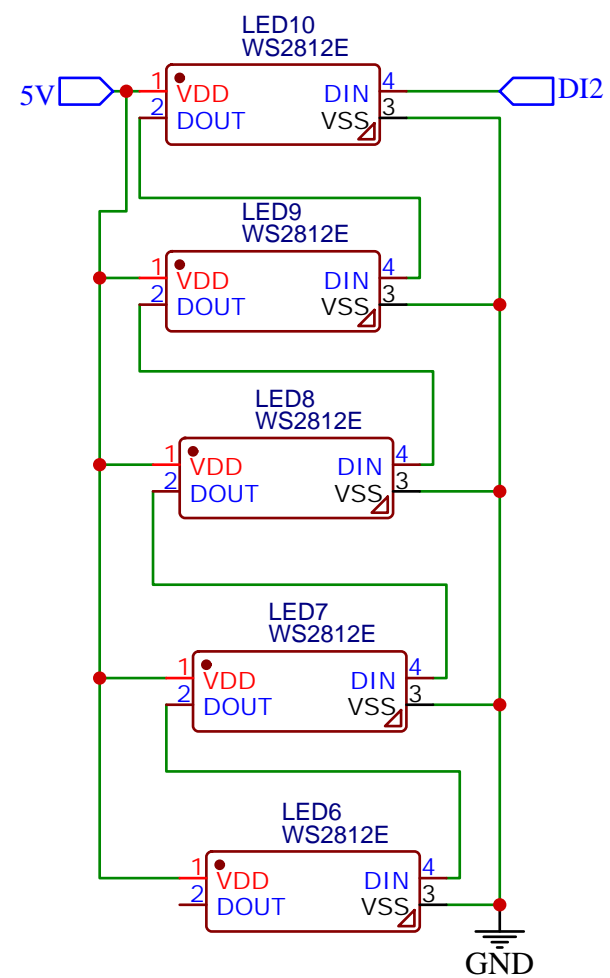 LED10
WS2812E
5V
1
VDD
DIN
4
DI2
2
DOUT
VSS
3
LED9
WS2812E
1
VDD
DIN
4
2
DOUT
VSS
3
LED8
WS2812E
1
VDD
DIN
4
2
DOUT
VSS
3
LED7
WS2812E
1
VDD
DIN
4
2
DOUT
VSS
3
LED6
WS2812E
1
VDD
DIN
4
2
DOUT
VSS
3
GND